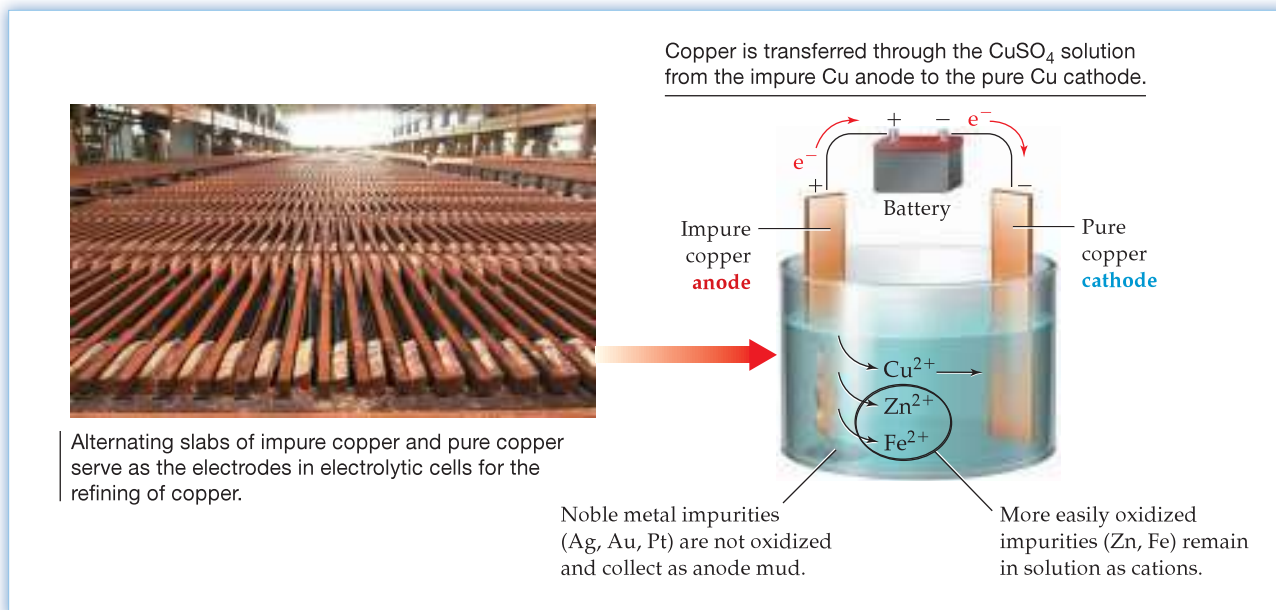 Copper is transferred through the CuSO₄ solution
from the impure Cu anode to the pure Cu cathode.
+ − e⁻
e⁻
+ −
Battery
Impure
copper
anode
Pure
copper
cathode
Cu²⁺
Zn²⁺
Fe²⁺
Alternating slabs of impure copper and pure copper
serve as the electrodes in electrolytic cells for the
refining of copper.
Noble metal impurities
(Ag, Au, Pt) are not oxidized
and collect as anode mud.
More easily oxidized
impurities (Zn, Fe) remain
in solution as cations.